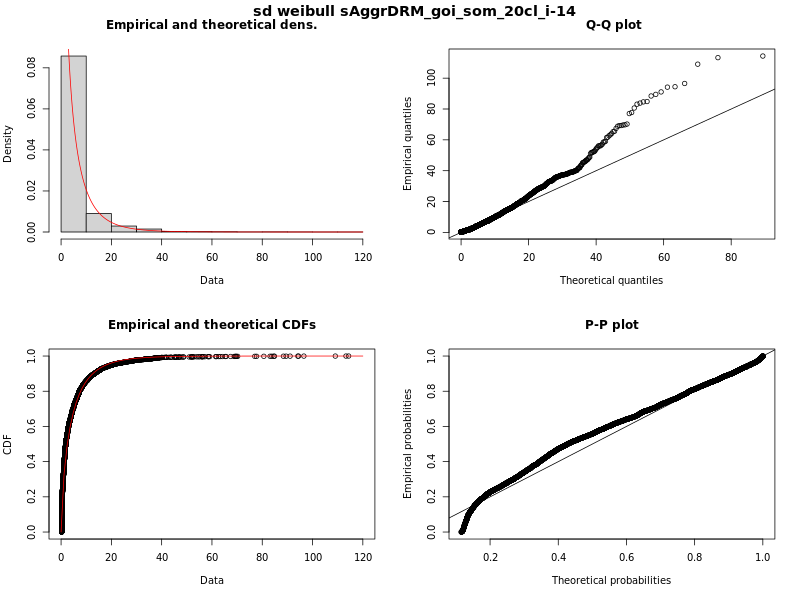 sd weibull sAggrDRM_goi_som_20cl_i-14
Empirical and theoretical dens.
Density
0.00 0.02 0.04 0.06 0.08
0 20 40 60 80 100 120
Data
Q-Q plot
Empirical quantiles
0 20 40 60 80 100
0 20 40 60 80
Theoretical quantiles
Empirical and theoretical CDFs
CDF
0.0 0.2 0.4 0.6 0.8 1.0
0 20 40 60 80 100 120
Data
P-P plot
Empirical probabilities
0.0 0.2 0.4 0.6 0.8 1.0
0.2 0.4 0.6 0.8 1.0
Theoretical probabilities